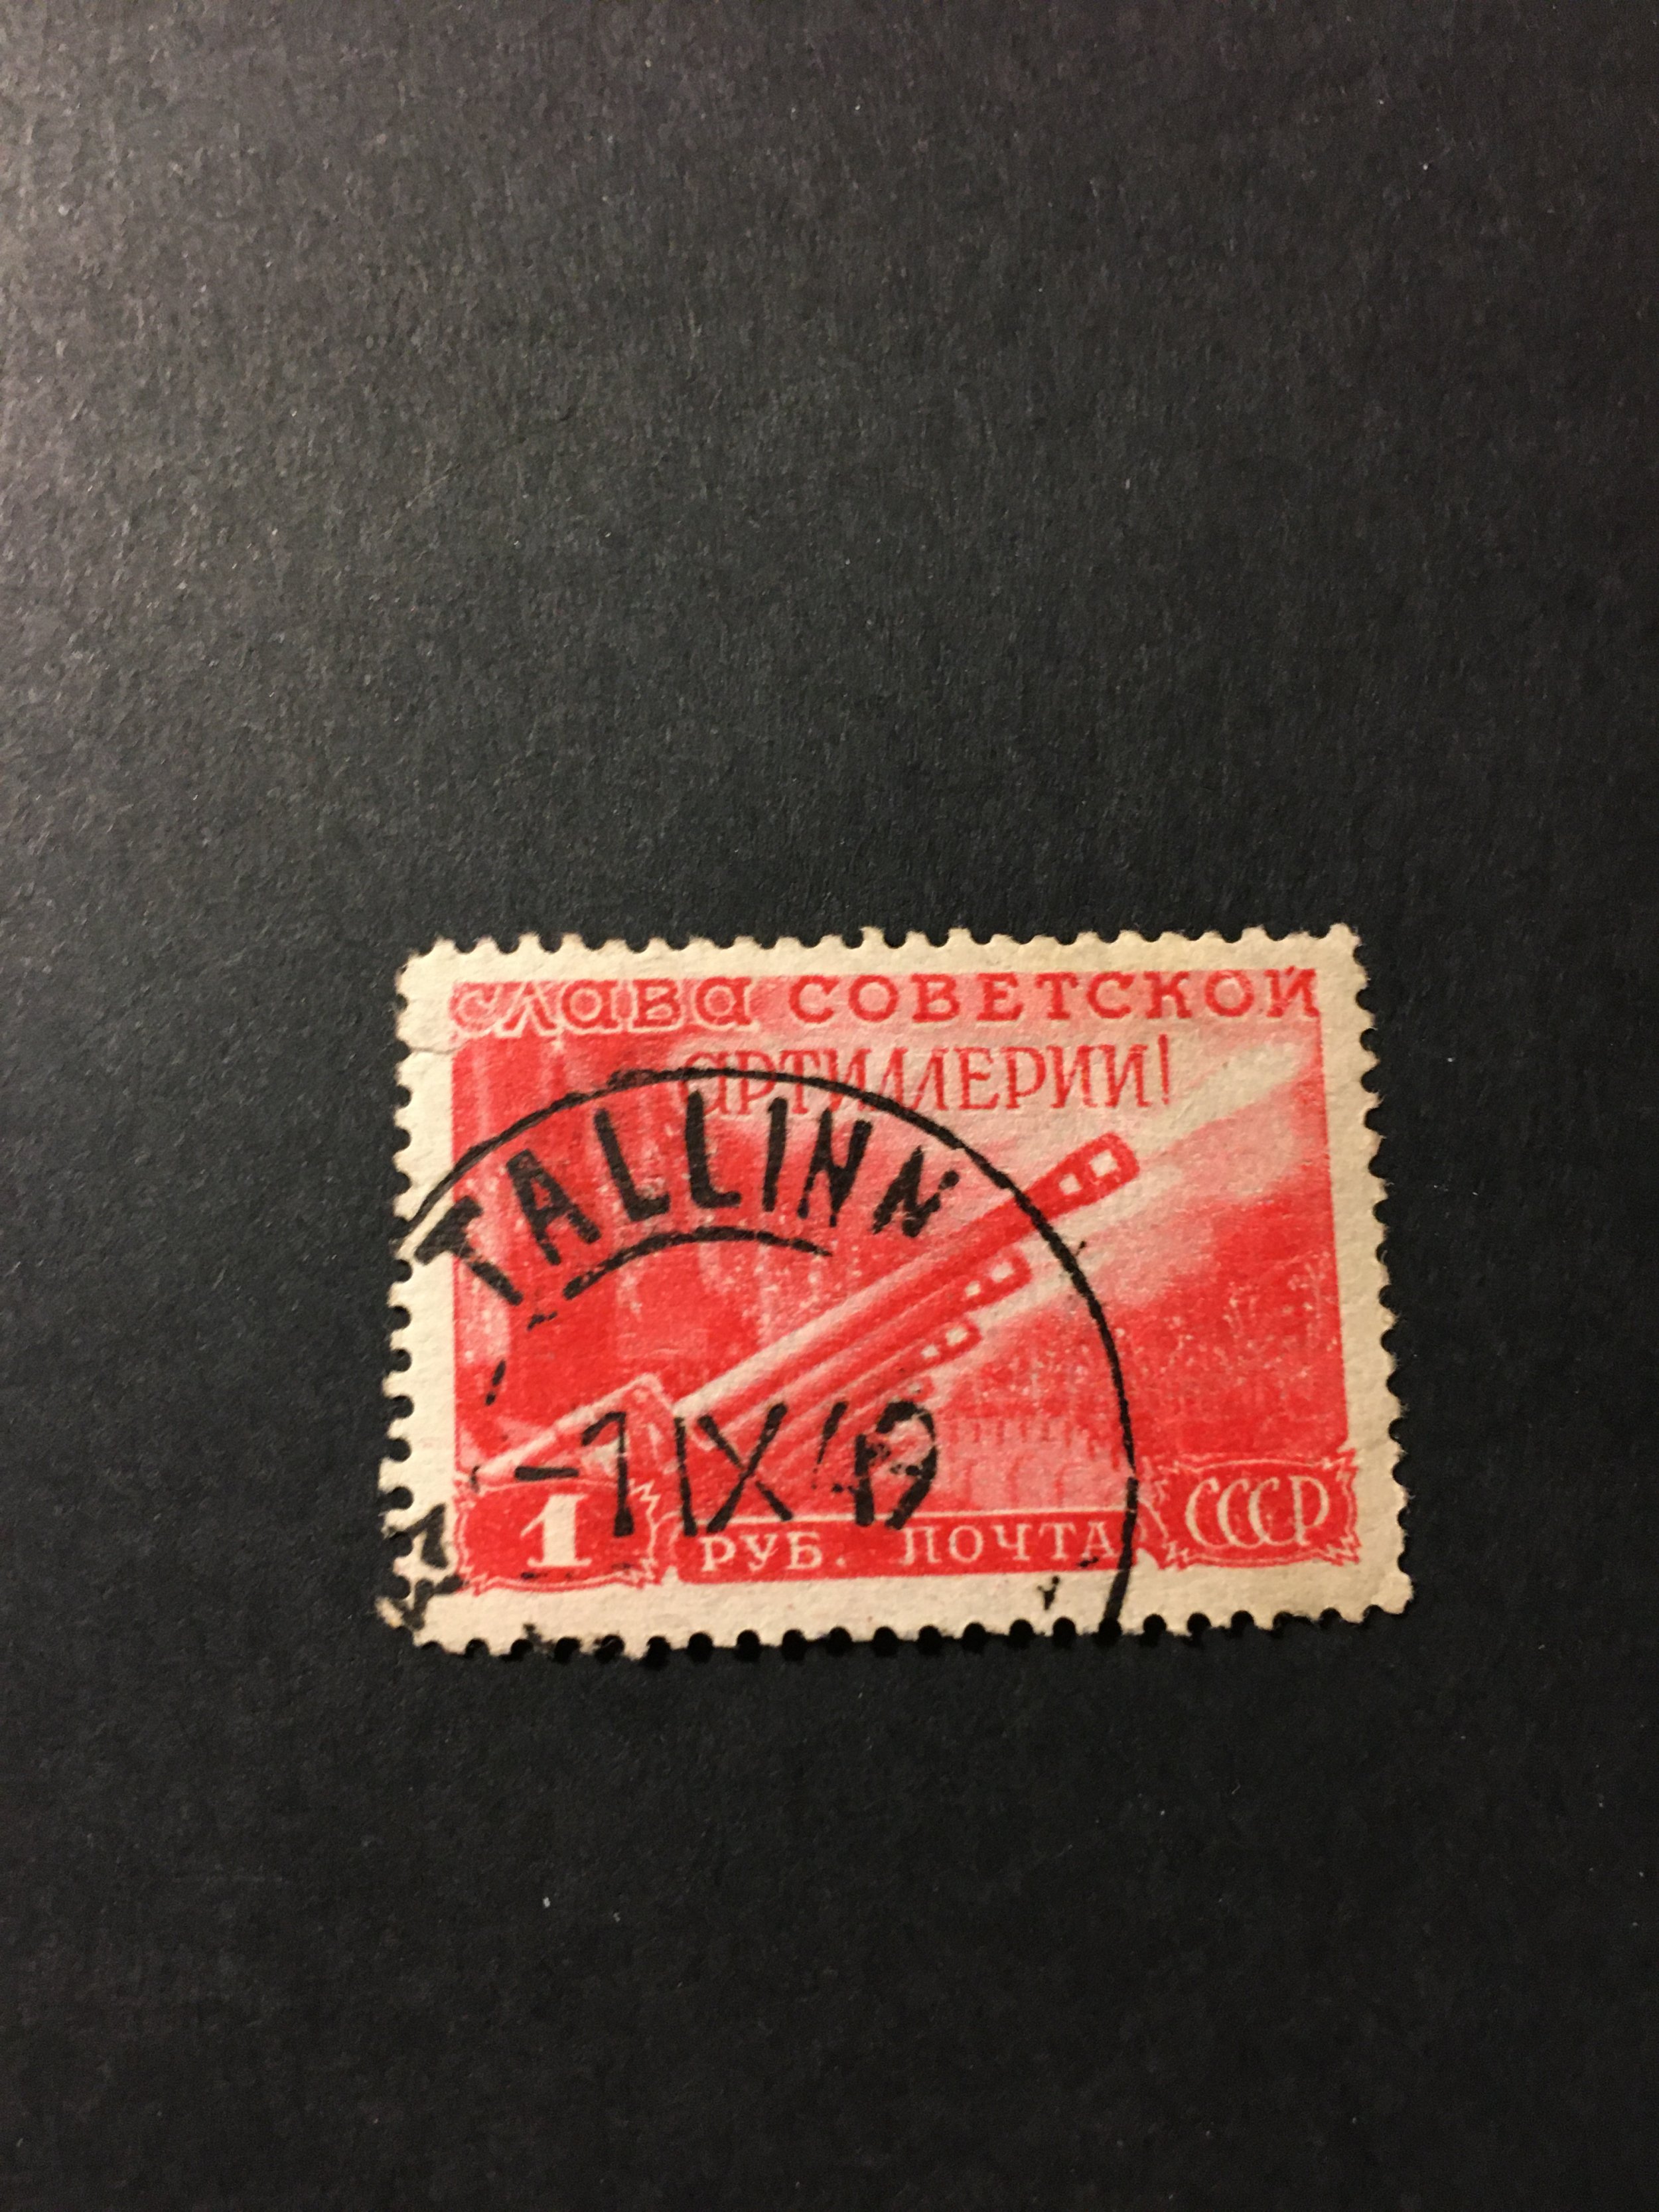 СЛАВА СОВЕТСКОЙ
АРТИЛЛЕРИИ!
TALLINN
-7 IX 49
1 РУБ. ПОЧТА СССР